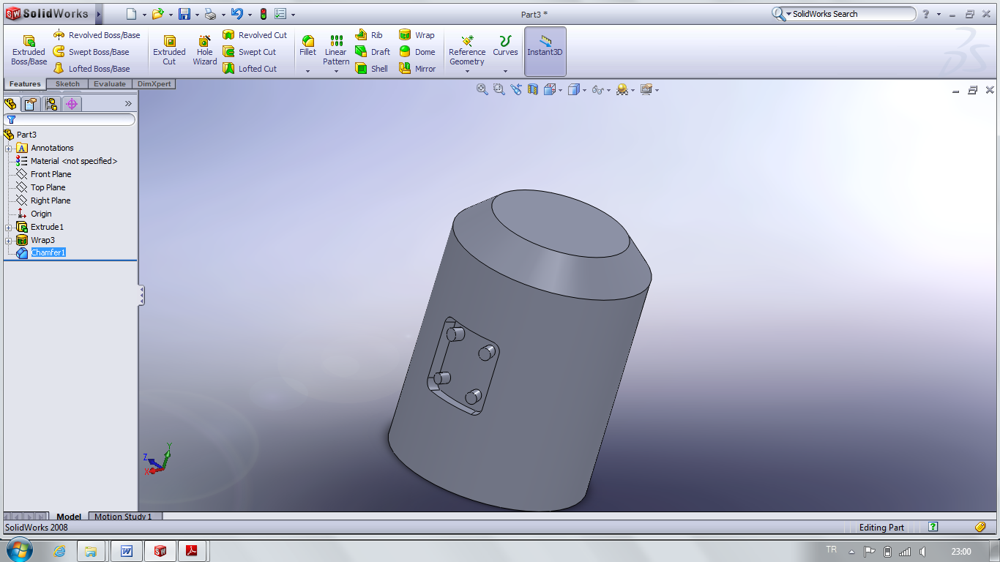 SolidWorks
Part3 *
SolidWorks Search
?
Extruded Boss/Base
Revolved Boss/Base
Swept Boss/Base
Lofted Boss/Base
Extruded Cut
Hole Wizard
Revolved Cut
Swept Cut
Lofted Cut
Fillet
Linear Pattern
Rib
Draft
Shell
Wrap
Dome
Mirror
Reference Geometry
Curves
Instant3D
Features
Sketch
Evaluate
DimXpert
Part3
Annotations
Material <not specified>
Front Plane
Top Plane
Right Plane
Origin
Extrude1
Wrap3
Chamfer1
Y
Z
X
Model
Motion Study 1
SolidWorks 2008
Editing Part
?
TR
23:00